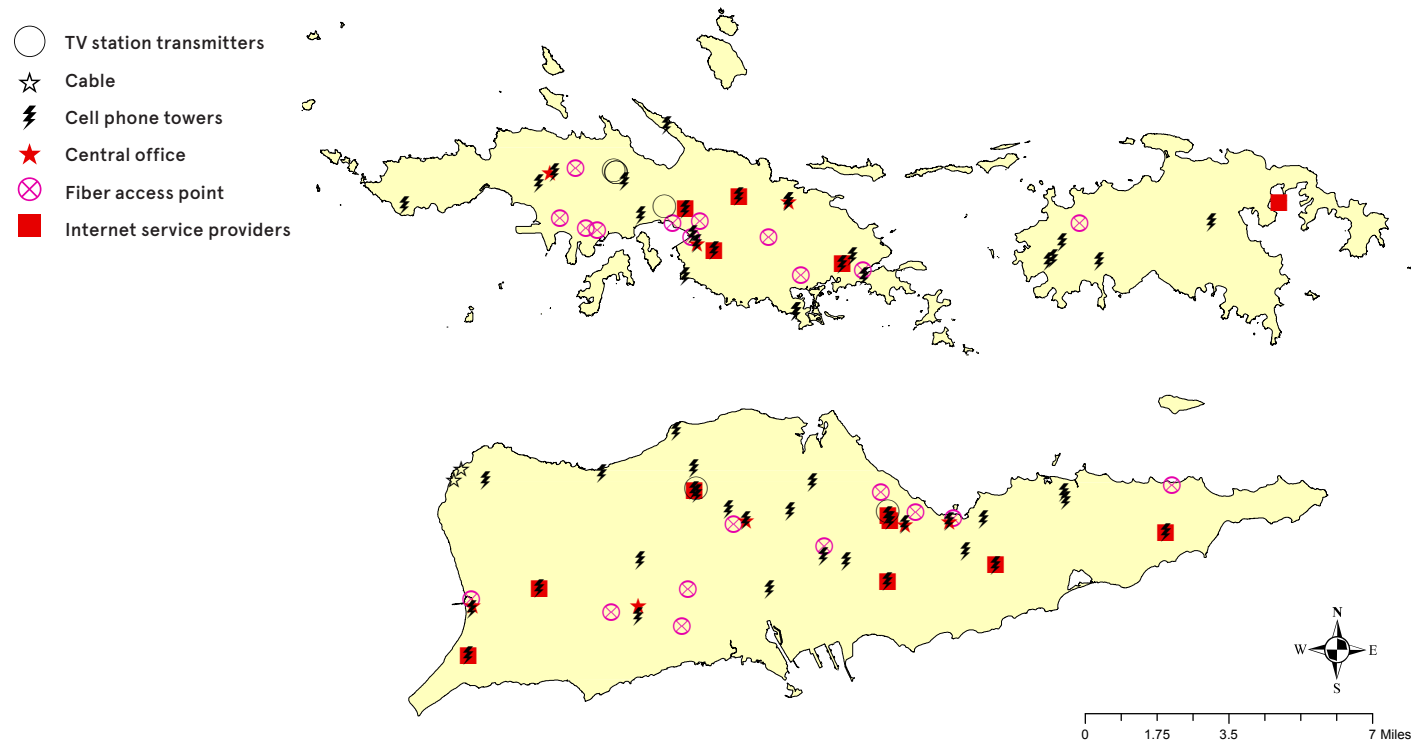 TV station transmitters
Cable
Cell phone towers
Central office
Fiber access point
Internet service providers
N
W E
S
0 1.75 3.5 7 Miles